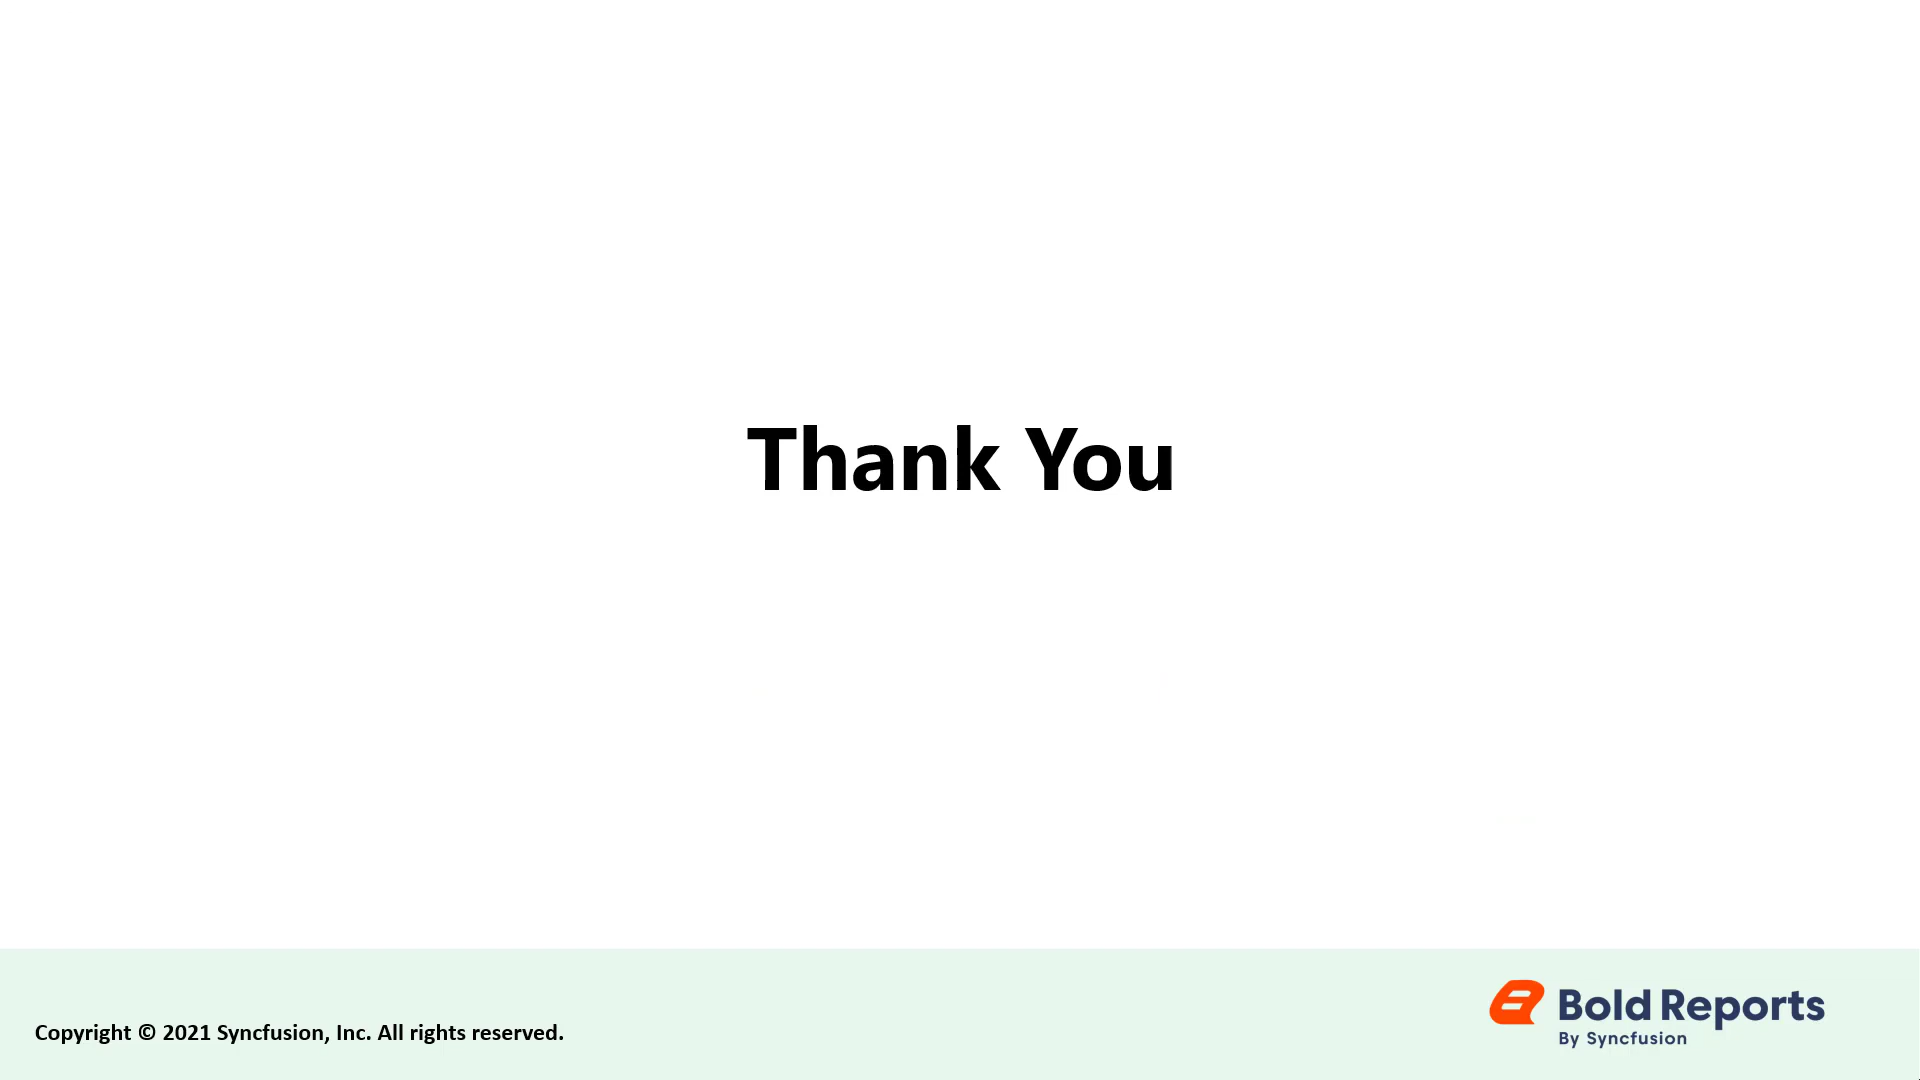 Thank You
Copyright © 2021 Syncfusion, Inc. All rights reserved.
Bold Reports
By Syncfusion